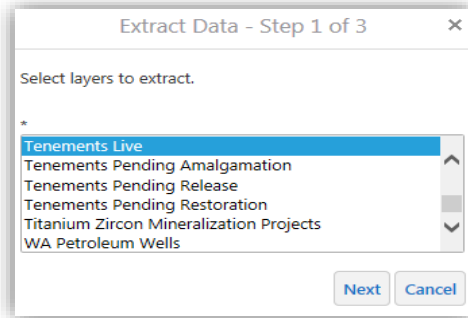 Extract Data - Step 1 of 3 ×
Select layers to extract.
*
Tenements Live
Tenements Pending Amalgamation
Tenements Pending Release
Tenements Pending Restoration
Titanium Zircon Mineralization Projects
WA Petroleum Wells
Next Cancel